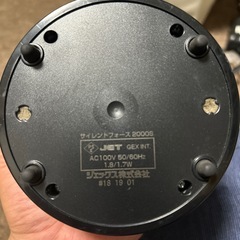 サイレントフォース2000S
JET GEX INT.
AC100V 50/60Hz
1.8/1.7W
ジェックス株式会社
#18 19 01